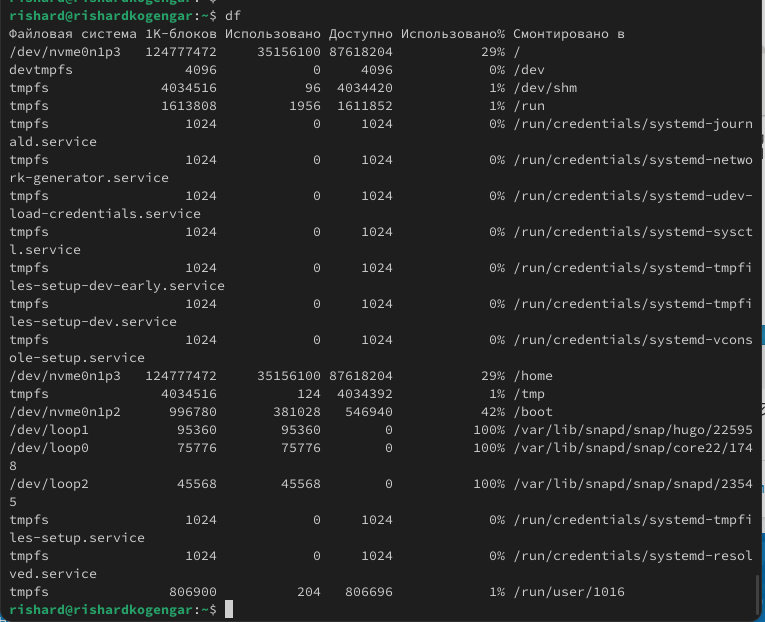 rishard@rishardkogengar:~$ df
Файловая система 1K-блоков Использовано Доступно Использовано% Смонтировано в
/dev/nvme0n1p3 124777472 35156100 87618204 29% /
devtmpfs 4096 0 4096 0% /dev
tmpfs 4034516 96 4034420 1% /dev/shm
tmpfs 1613808 1956 1611852 1% /run
tmpfs 1024 0 1024 0% /run/credentials/systemd-journ
ald.service
tmpfs 1024 0 1024 0% /run/credentials/systemd-netwo
rk-generator.service
tmpfs 1024 0 1024 0% /run/credentials/systemd-udev-
load-credentials.service
tmpfs 1024 0 1024 0% /run/credentials/systemd-sysct
l.service
tmpfs 1024 0 1024 0% /run/credentials/systemd-tmpfi
les-setup-dev-early.service
tmpfs 1024 0 1024 0% /run/credentials/systemd-tmpfi
les-setup-dev.service
tmpfs 1024 0 1024 0% /run/credentials/systemd-vcons
ole-setup.service
/dev/nvme0n1p3 124777472 35156100 87618204 29% /home
tmpfs 4034516 124 4034392 1% /tmp
/dev/nvme0n1p2 996780 381028 546940 42% /boot
/dev/loop1 95360 95360 0 100% /var/lib/snapd/snap/hugo/22595
/dev/loop0 75776 75776 0 100% /var/lib/snapd/snap/core22/174
8
/dev/loop2 45568 45568 0 100% /var/lib/snapd/snap/snapd/2354
5
tmpfs 1024 0 1024 0% /run/credentials/systemd-tmpfi
les-setup.service
tmpfs 1024 0 1024 0% /run/credentials/systemd-resol
ved.service
tmpfs 806900 204 806696 1% /run/user/1016
rishard@rishardkogengar:~$